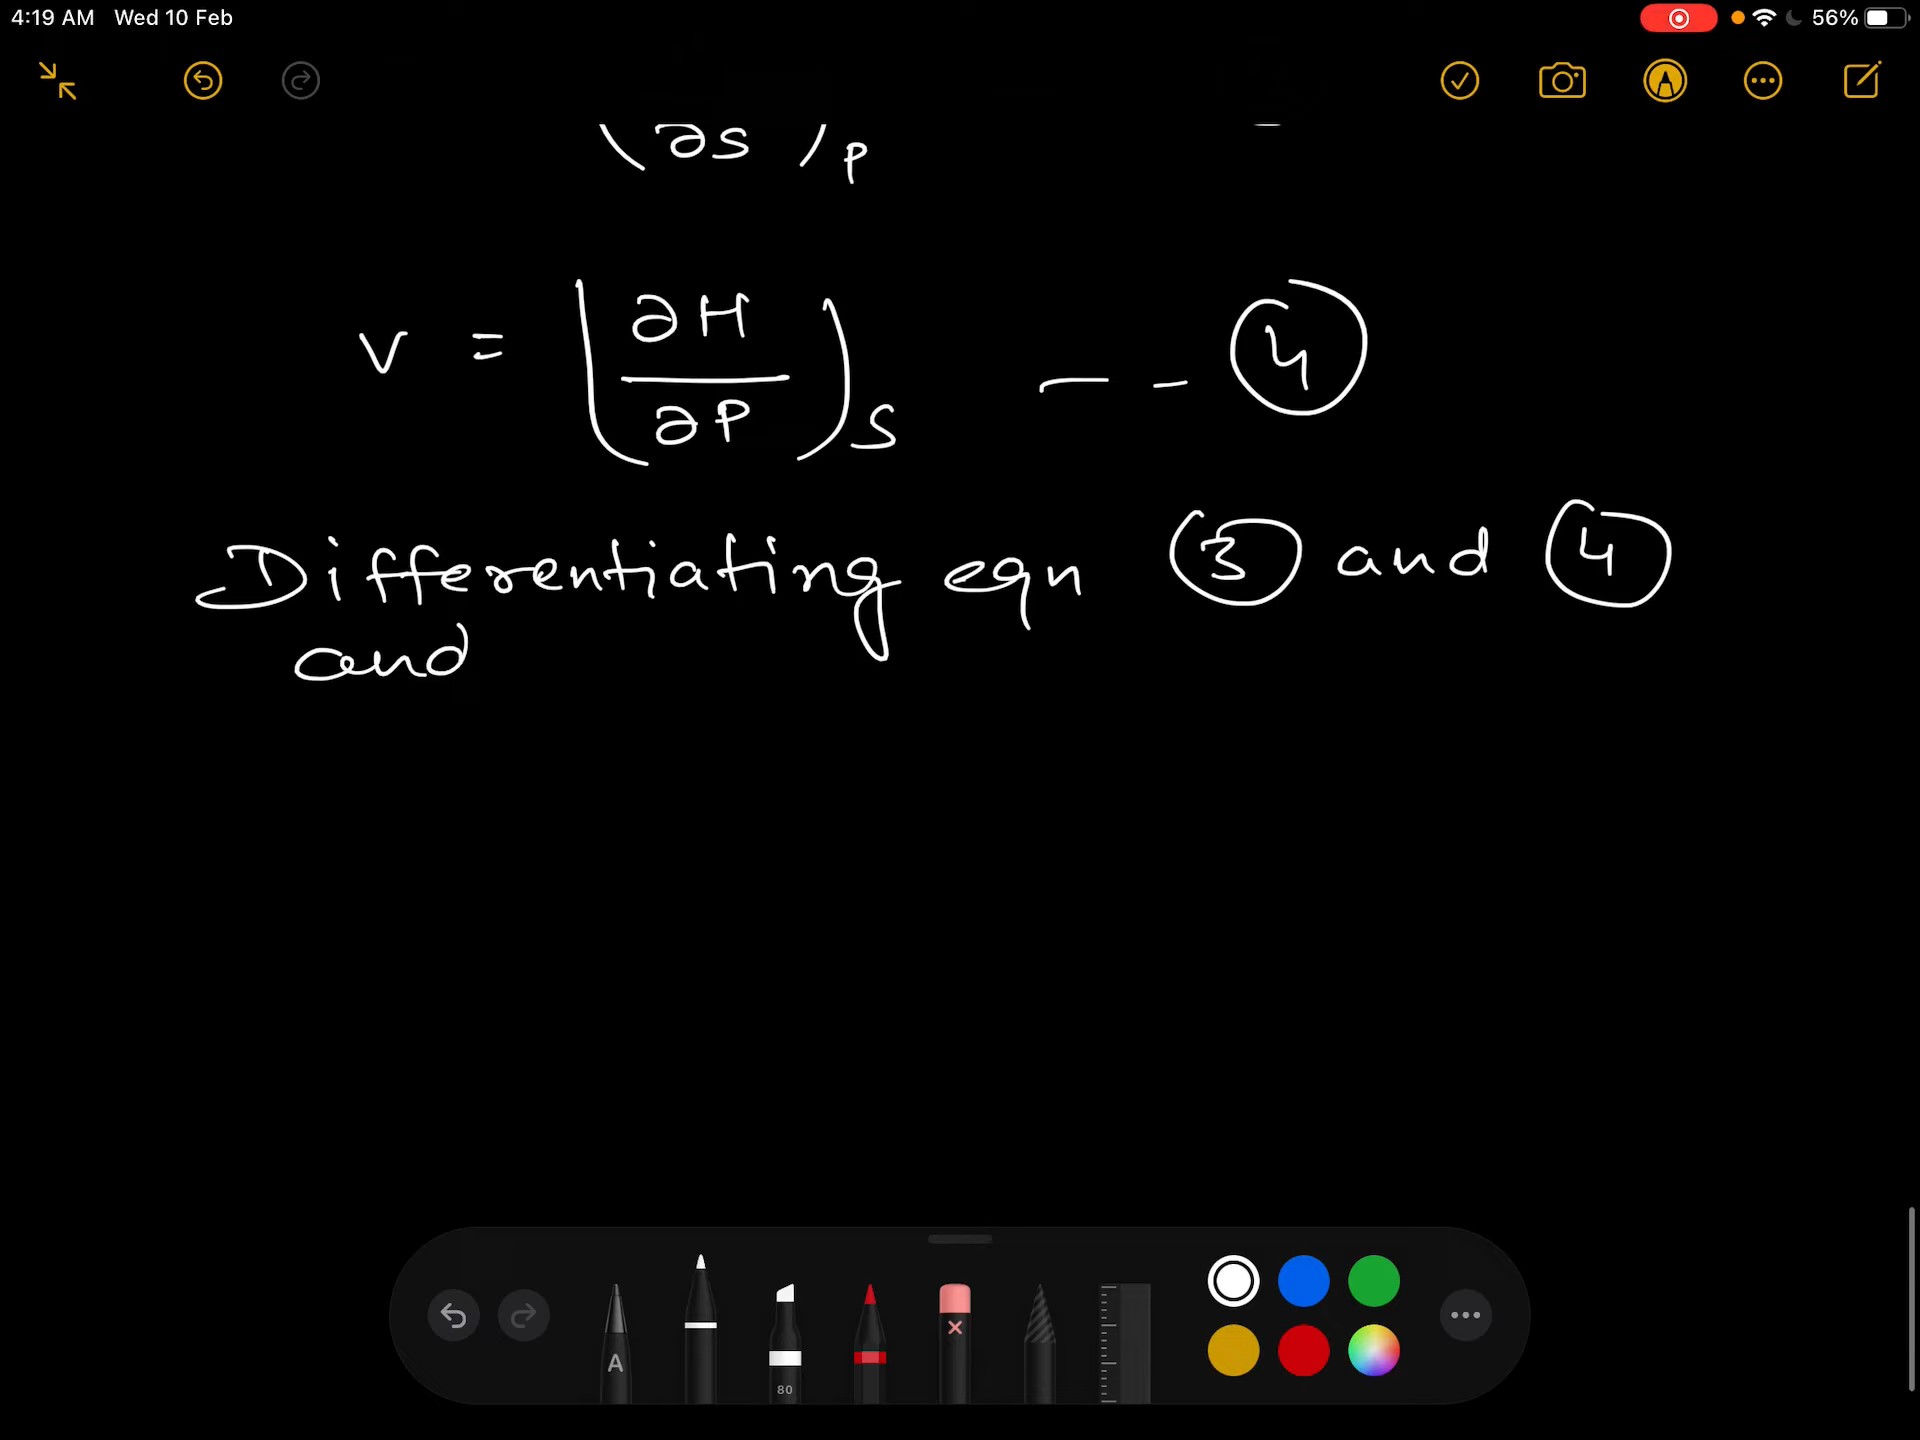 4:19 AM Wed 10 Feb 56%
(∂S)P
V = (∂H/∂P)S -- 4
Differentiating eqn 3 and 4
and
A 80